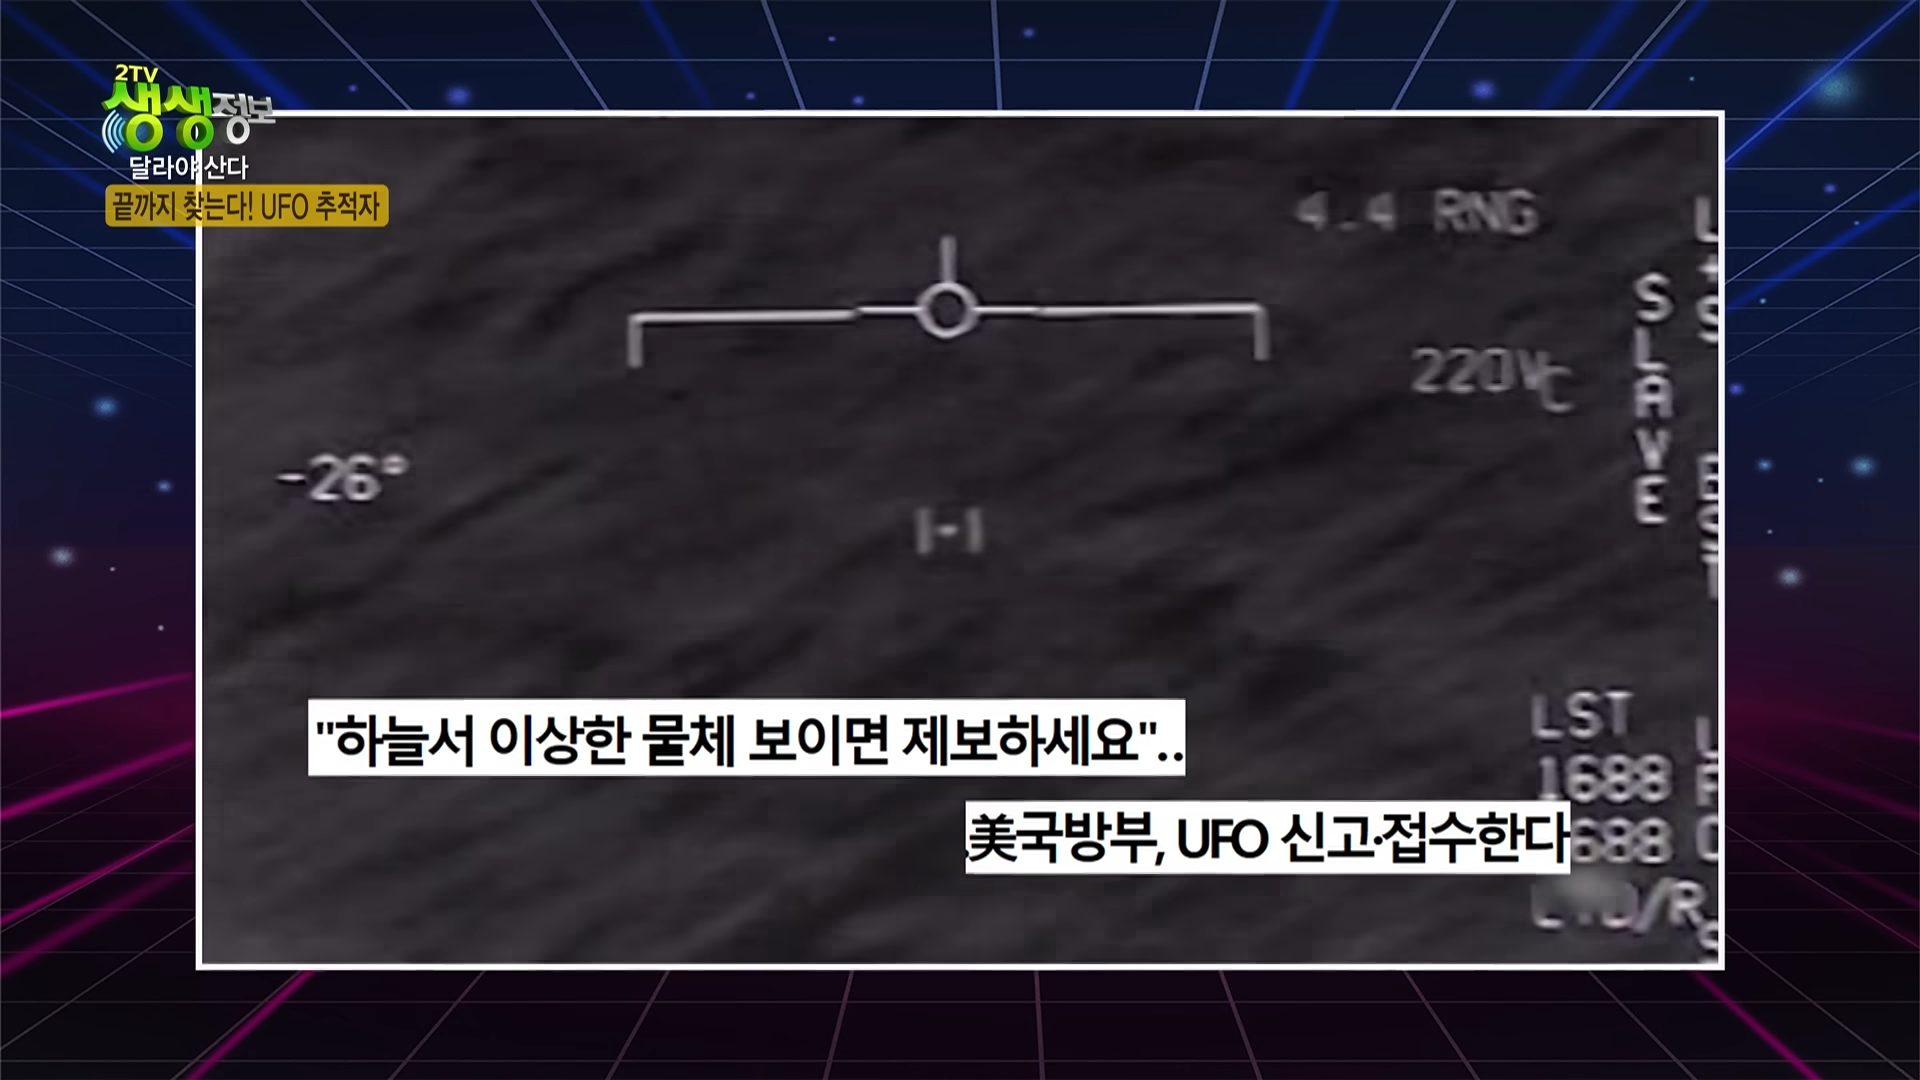 2TV
생생정보
달라야 산다
끝까지 찾는다! UFO 추적자
4.4 RNG
220Vc
SLAVE
-26°
"하늘서 이상한 물체 보이면 제보하세요"..
.美국방부, UFO 신고·접수한다
LST
1688
688